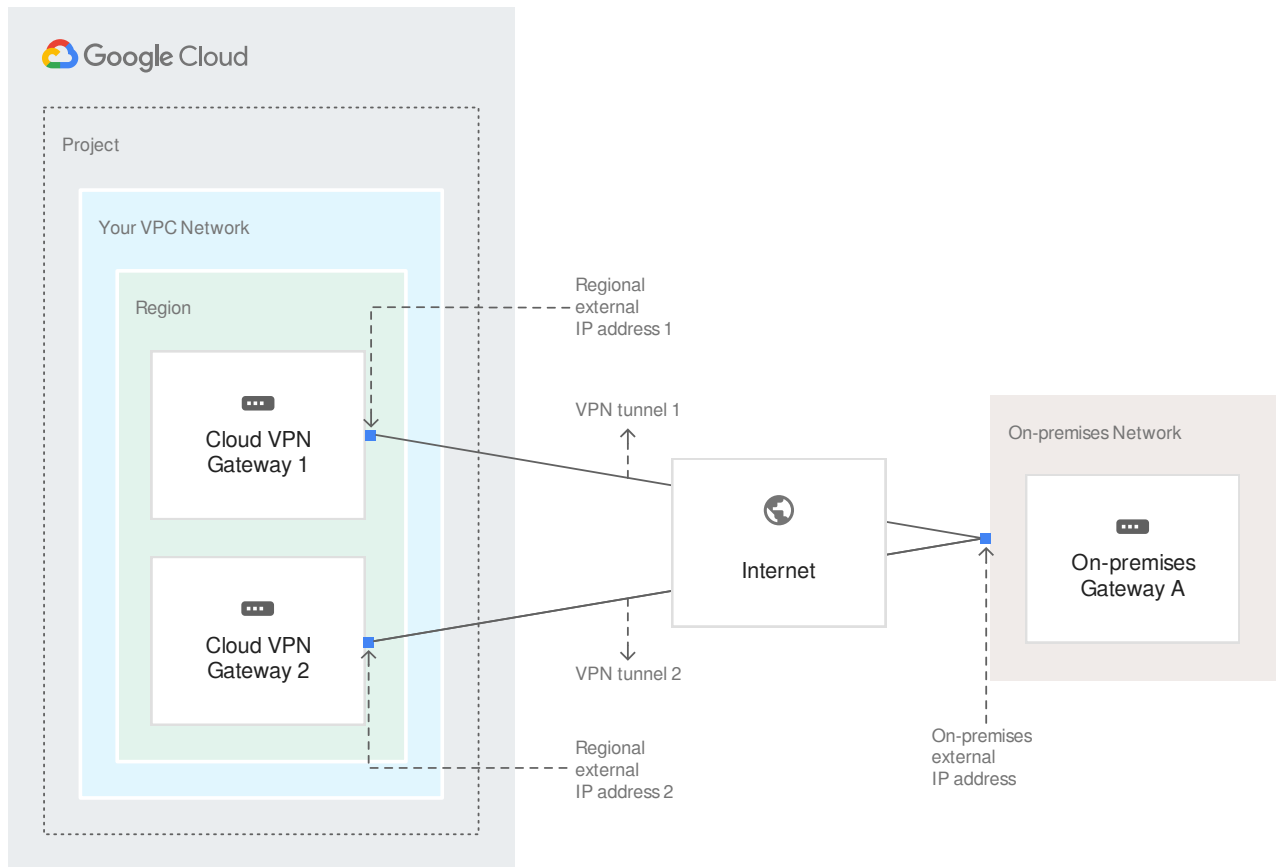 Google Cloud
Project
Your VPC Network
Region
Cloud VPN
Gateway 1
Cloud VPN
Gateway 2
Regional
external
IP address 1
VPN tunnel 1
Internet
VPN tunnel 2
Regional
external
IP address 2
On-premises Network
On-premises
Gateway A
On-premises
external
IP address